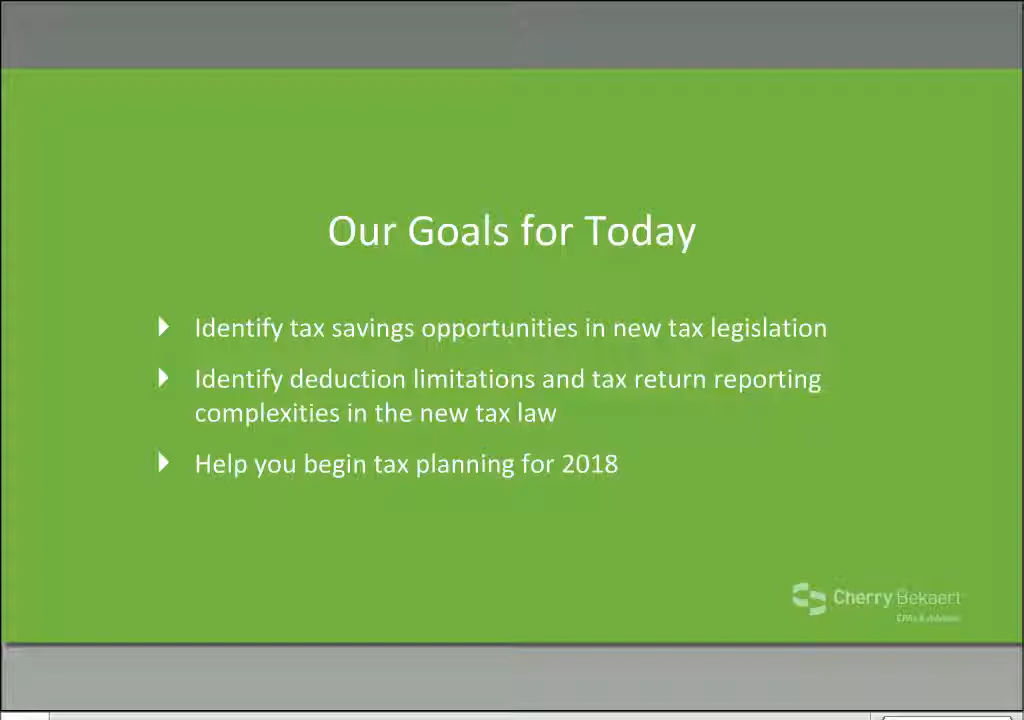 Our Goals for Today
Identify tax savings opportunities in new tax legislation
Identify deduction limitations and tax return reporting
complexities in the new tax law
Help you begin tax planning for 2018
Cherry Bekaert